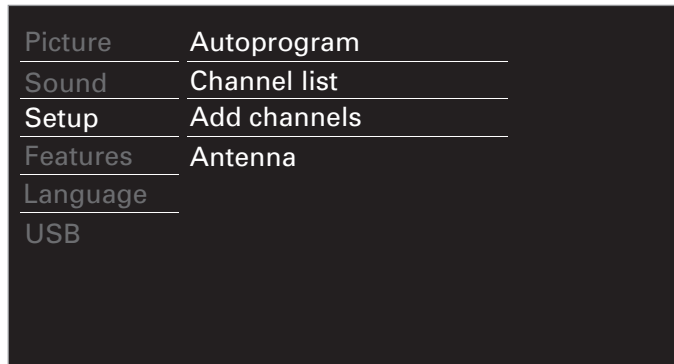 Picture
Sound
Setup
Features
Language
USB
Autoprogram
Channel list
Add channels
Antenna